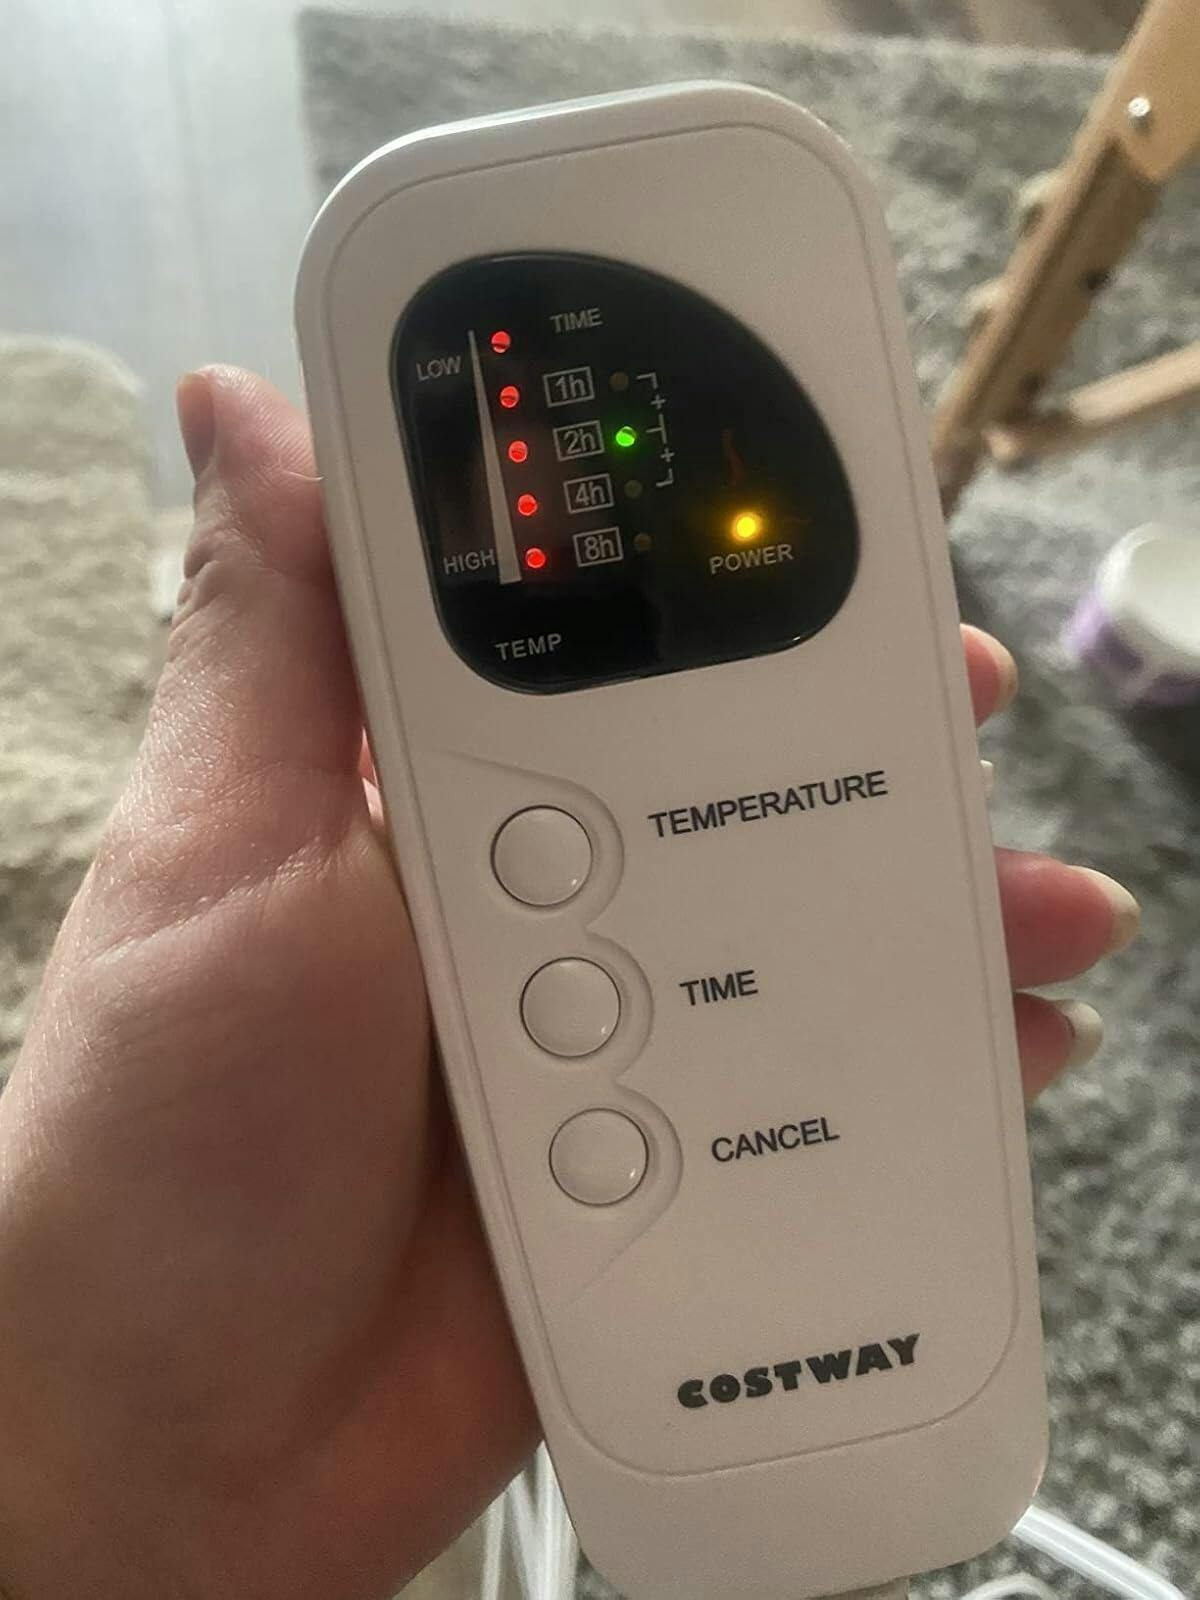 TIME
LOW
1h
+
2h
+
4h
HIGH
8h
POWER
TEMP
TEMPERATURE
TIME
CANCEL
COSTWAY